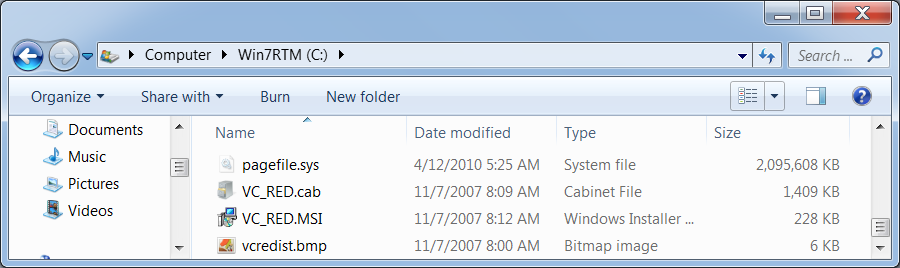 Computer Win7RTM (C:) Search ...
Organize Share with Burn New folder
Documents
Music
Pictures
Videos
Name Date modified Type Size
pagefile.sys 4/12/2010 5:25 AM System file 2,095,608 KB
VC_RED.cab 11/7/2007 8:09 AM Cabinet File 1,409 KB
VC_RED.MSI 11/7/2007 8:12 AM Windows Installer ... 228 KB
vcredist.bmp 11/7/2007 8:00 AM Bitmap image 6 KB